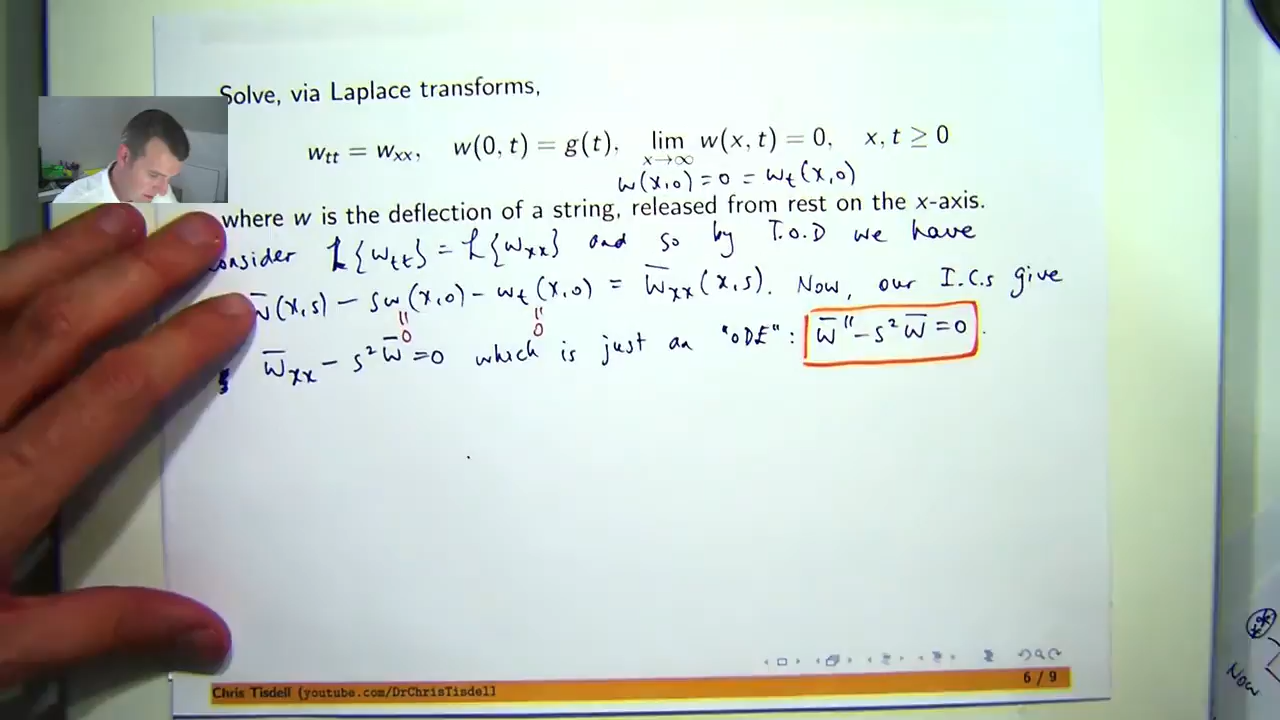 Solve, via Laplace transforms,
w_tt = w_xx, w(0, t) = g(t), lim_{x→∞} w(x, t) = 0, x, t ≥ 0
w(x,0) = 0 = w_t(x,0)
where w is the deflection of a string, released from rest on the x-axis.
onsider ℒ{w_tt} = ℒ{w_xx} and so by T.O.D we have
w̄(x,s) − sw(x,0) − w_t(x,0) = w̄_xx(x,s). Now, our I.C.s give
= 0 = 0
w̄_xx − s² w̄ = 0 which is just an "ODE": w̄'' − s² w̄ = 0.
Chris Tisdell (youtube.com/DrChrisTisdell
6 / 9
**
Now